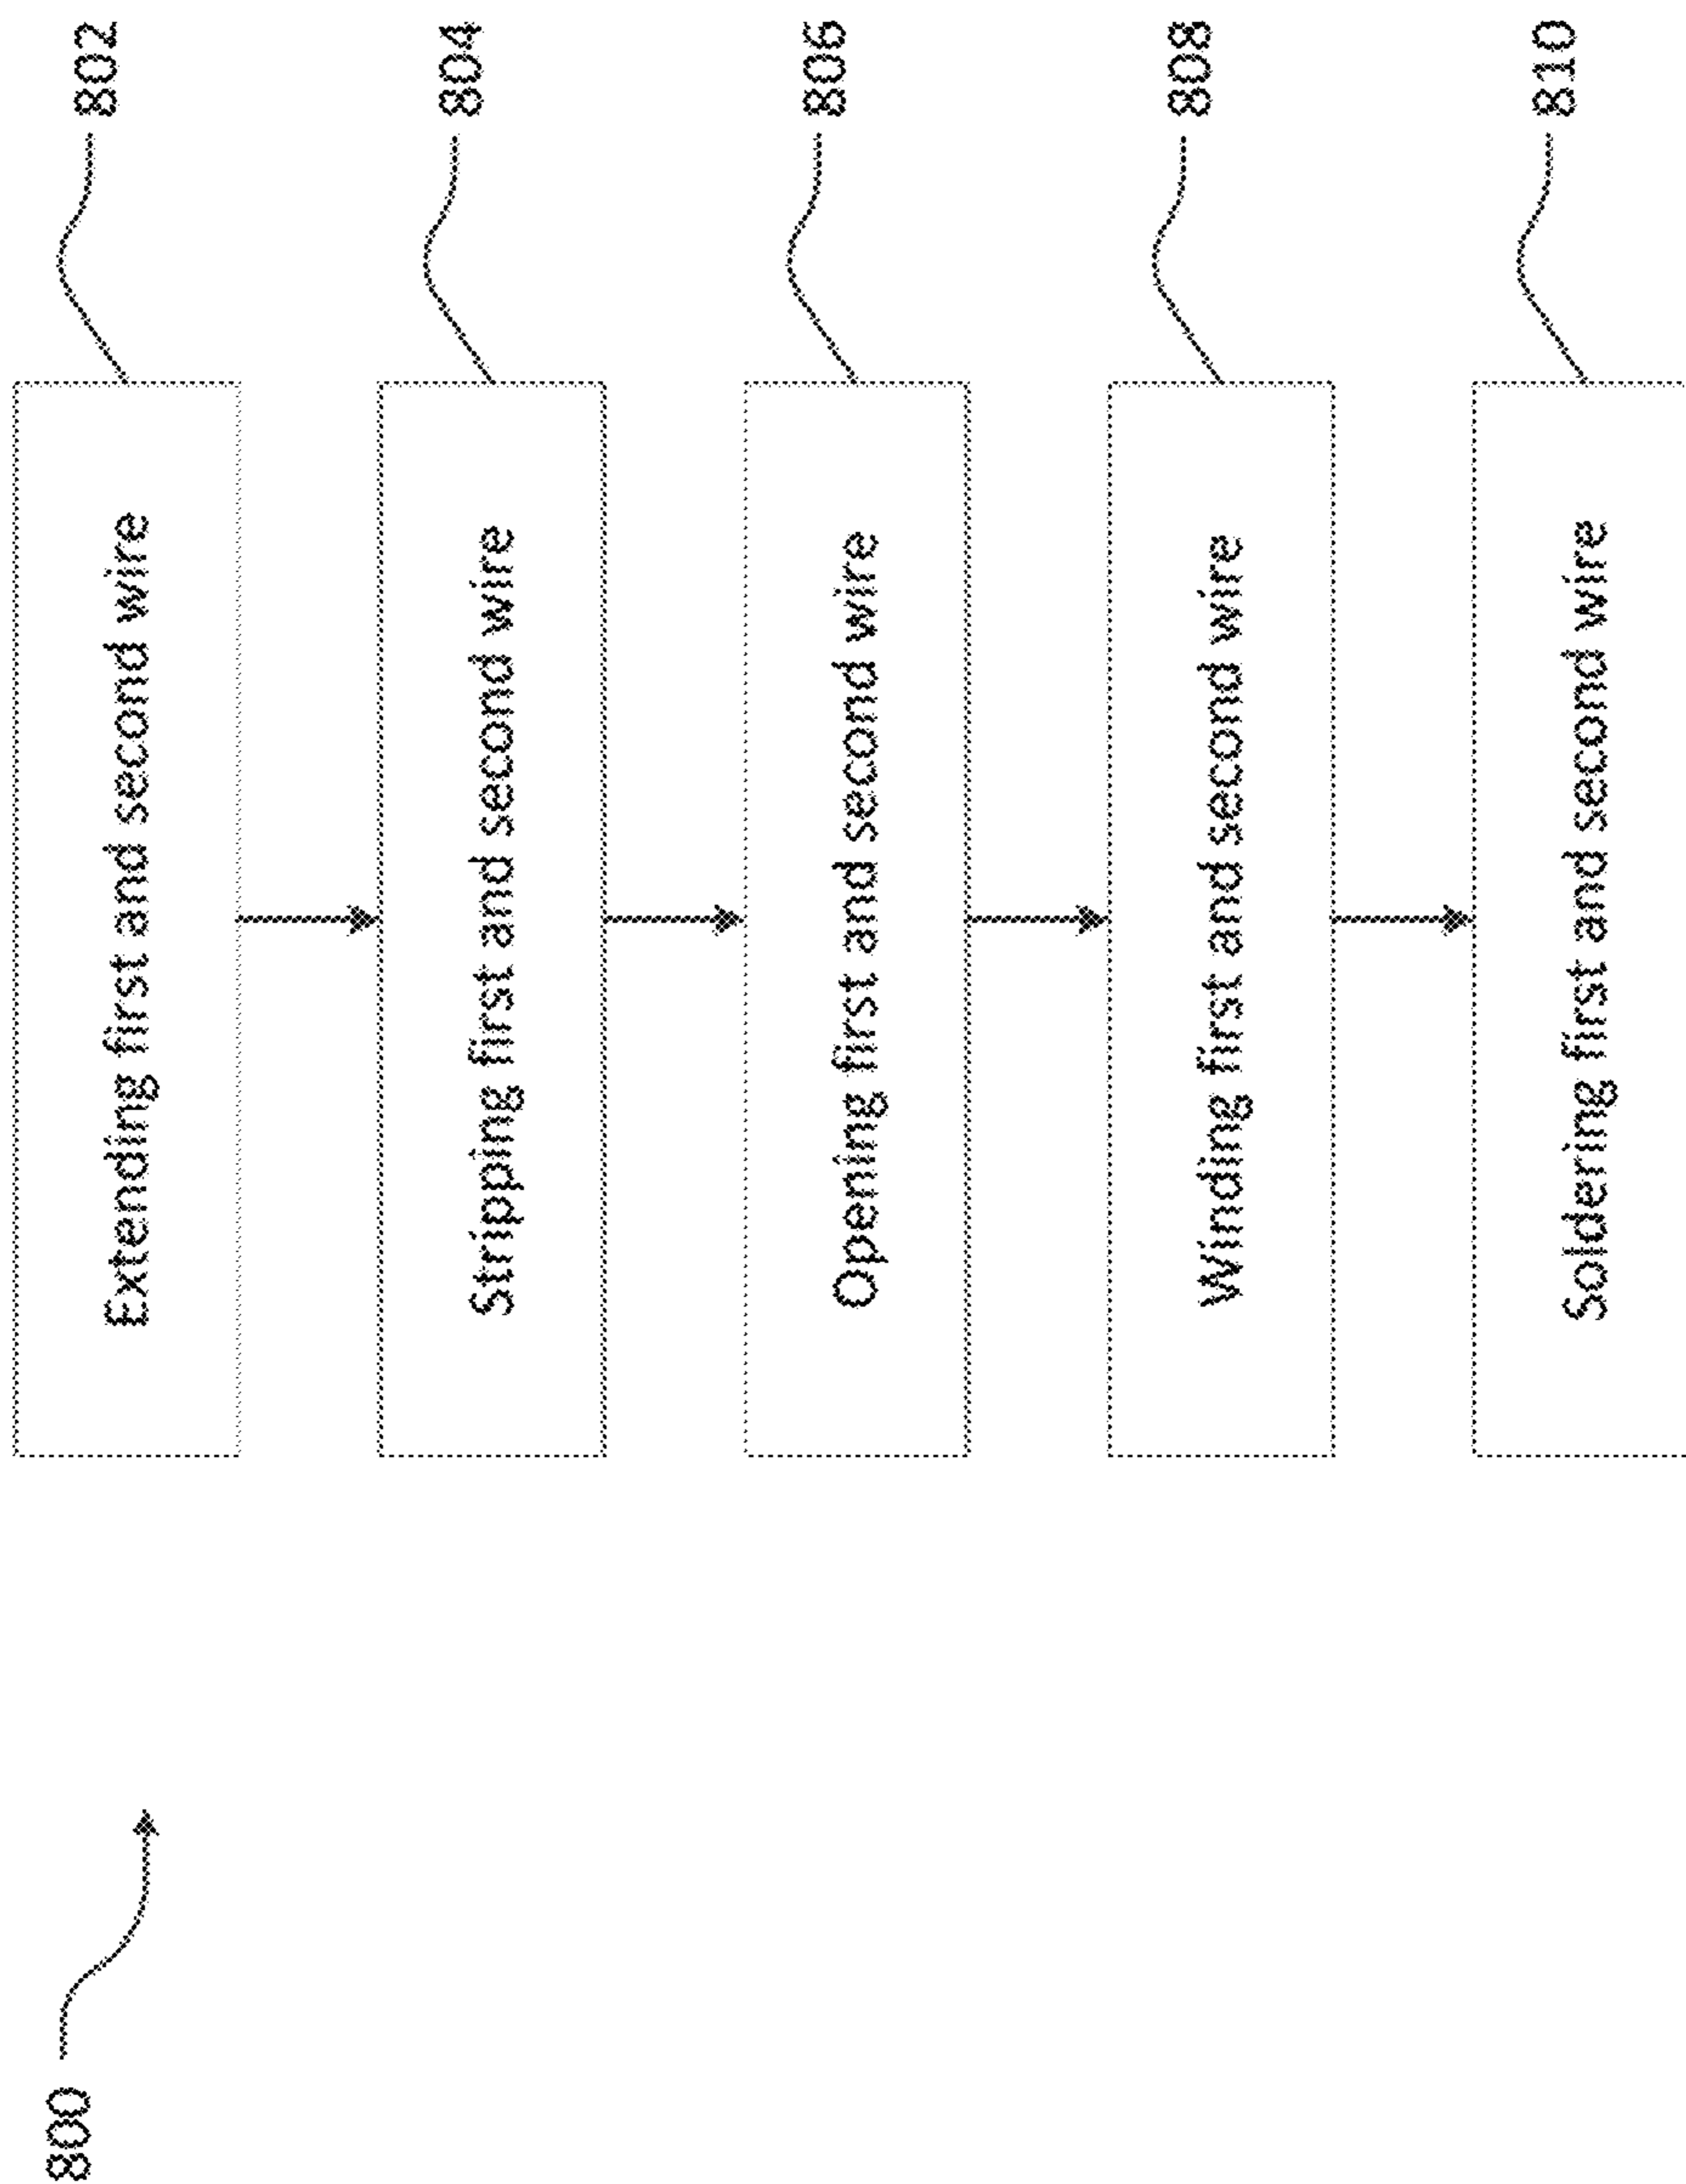 800
Extending first and second wire
802
Stripping first and second wire
804
Opening first and second wire
806
Winding first and second wire
808
Soldering first and second wire
810